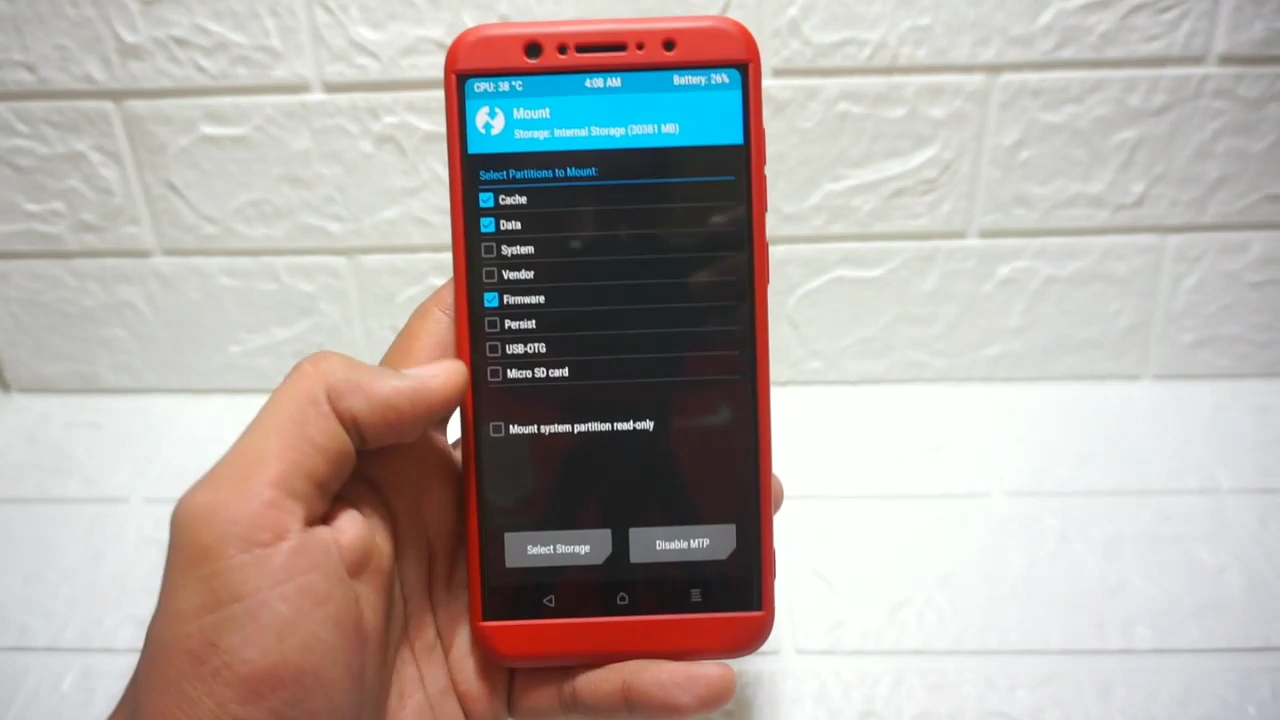 CPU: 38 °C 4:08 AM Battery: 26%
Mount
Storage: Internal Storage (30381 MB)
Select Partitions to Mount:
Cache
Data
System
Vendor
Firmware
Persist
USB-OTG
Micro SD card
Mount system partition read-only
Select Storage Disable MTP